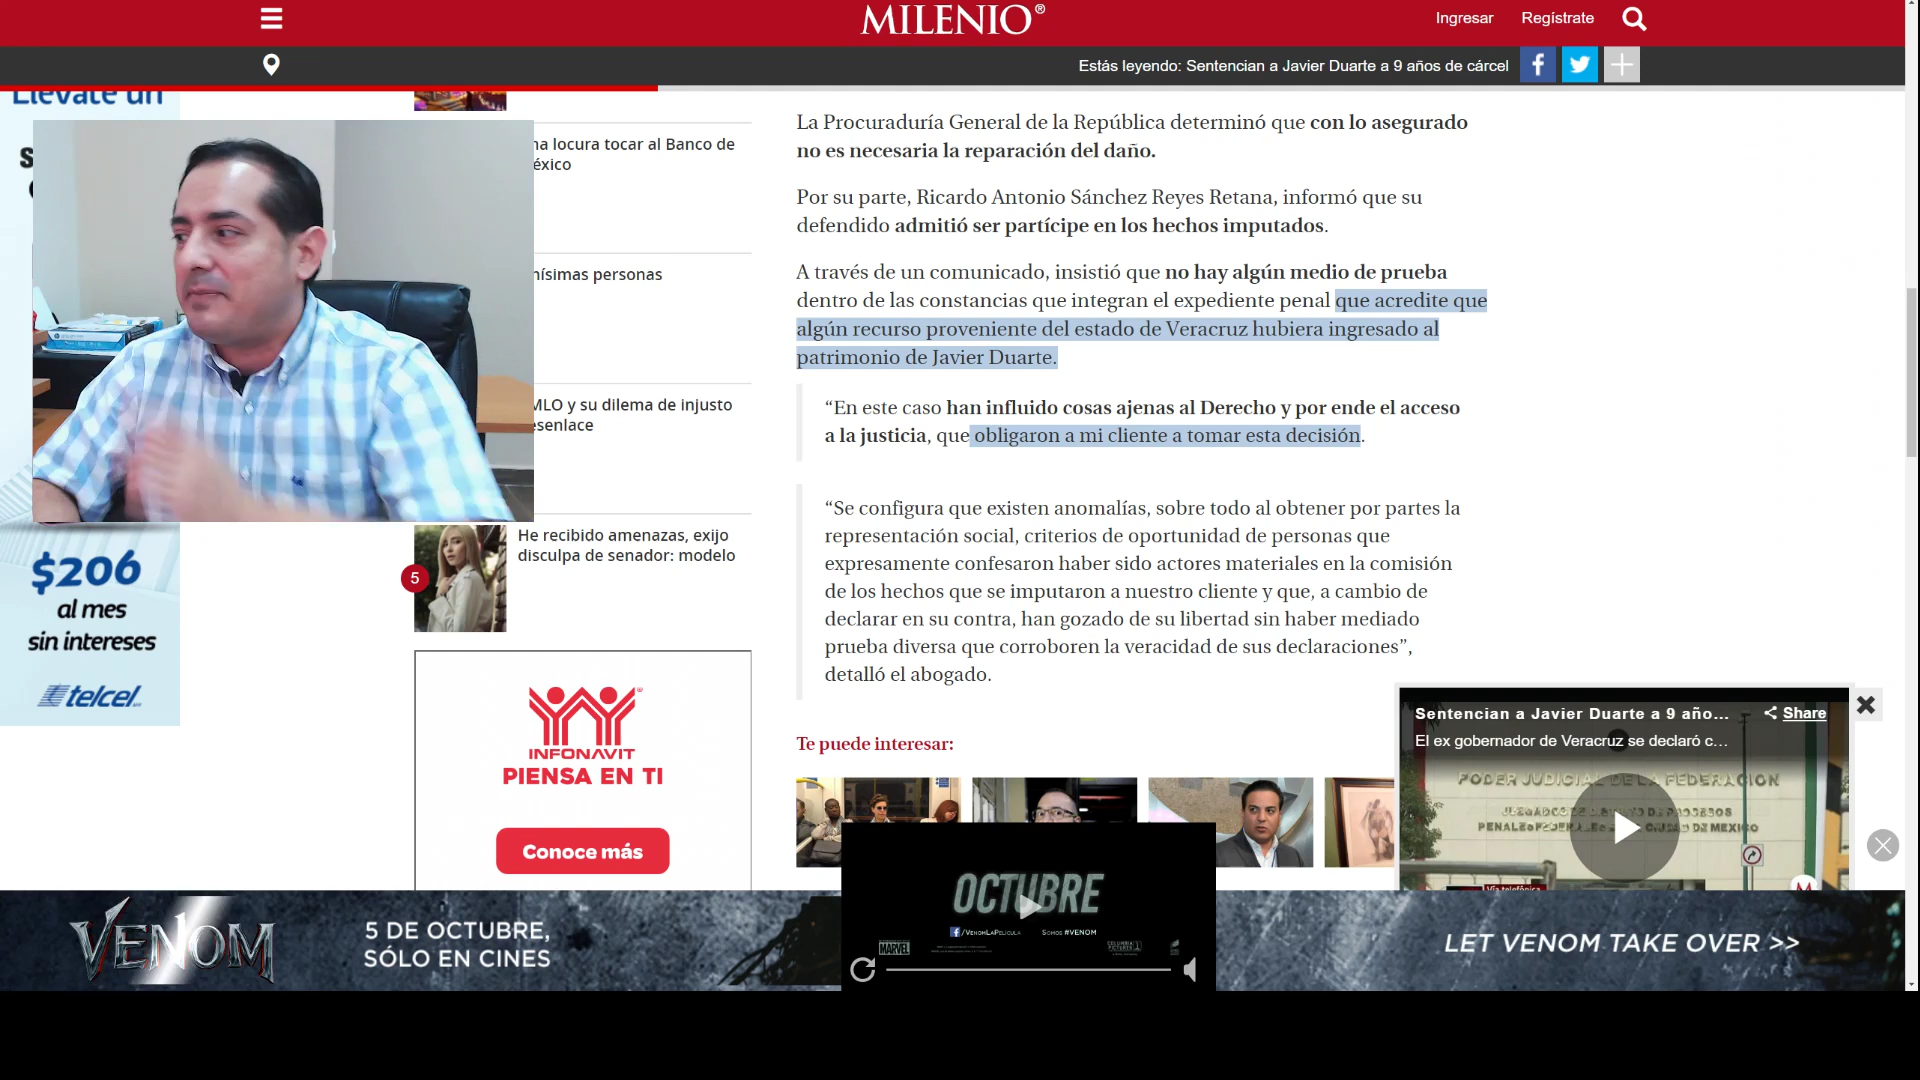 MILENIO®
Ingresar
Regístrate
Estás leyendo: Sentencian a Javier Duarte a 9 años de cárcel
Llévate un
na locura tocar al Banco de
éxico
nísimas personas
MLO y su dilema de injusto
esenlace
He recibido amenazas, exijo
disculpa de senador: modelo
5
$206
al mes
sin intereses
telcel
INFONAVIT
PIENSA EN TI
Conoce más
La Procuraduría General de la República determinó que con lo asegurado
no es necesaria la reparación del daño.
Por su parte, Ricardo Antonio Sánchez Reyes Retana, informó que su
defendido admitió ser partícipe en los hechos imputados.
A través de un comunicado, insistió que no hay algún medio de prueba
dentro de las constancias que integran el expediente penal que acredite que
algún recurso proveniente del estado de Veracruz hubiera ingresado al
patrimonio de Javier Duarte.
“En este caso han influido cosas ajenas al Derecho y por ende el acceso
a la justicia, que obligaron a mi cliente a tomar esta decisión.
“Se configura que existen anomalías, sobre todo al obtener por partes la
representación social, criterios de oportunidad de personas que
expresamente confesaron haber sido actores materiales en la comisión
de los hechos que se imputaron a nuestro cliente y que, a cambio de
declarar en su contra, han gozado de su libertad sin haber mediado
prueba diversa que corroboren la veracidad de sus declaraciones”,
detalló el abogado.
Te puede interesar:
Sentencian a Javier Duarte a 9 año...
Share
El ex gobernador de Veracruz se declaró c...
PODER JUDICIAL DE LA FEDERACION
Vía telefónica
VENOM
5 DE OCTUBRE,
SÓLO EN CINES
OCTUBRE
/VENOMLAPELICULA
SOMOS #VENOM
MARVEL
LET VENOM TAKE OVER >>